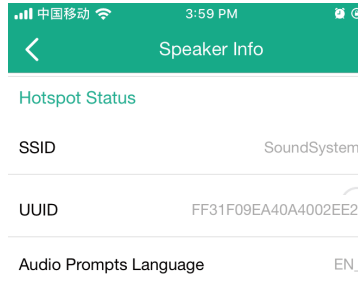 中国移动 3:59 PM
Speaker Info
Hotspot Status
SSID SoundSystem
UUID FF31F09EA40A4002EE2
Audio Prompts Language EN_